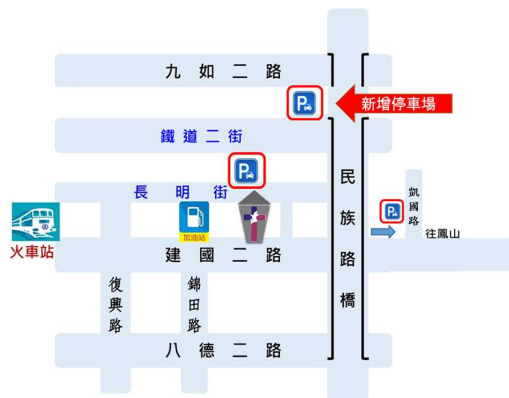 九如二路
P
新增停車場
鐵道二街
P
長明街
民族路橋
凱國路
P
加油站
火車站
往鳳山
建國二路
復興路
錦田路
八德二路